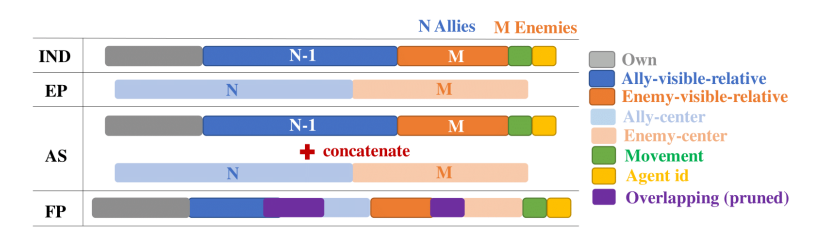 N Allies M Enemies
IND N-1 M
EP N M
AS N-1 M
+ concatenate
N M
FP
Own
Ally-visible-relative
Enemy-visible-relative
Ally-center
Enemy-center
Movement
Agent id
Overlapping (pruned)